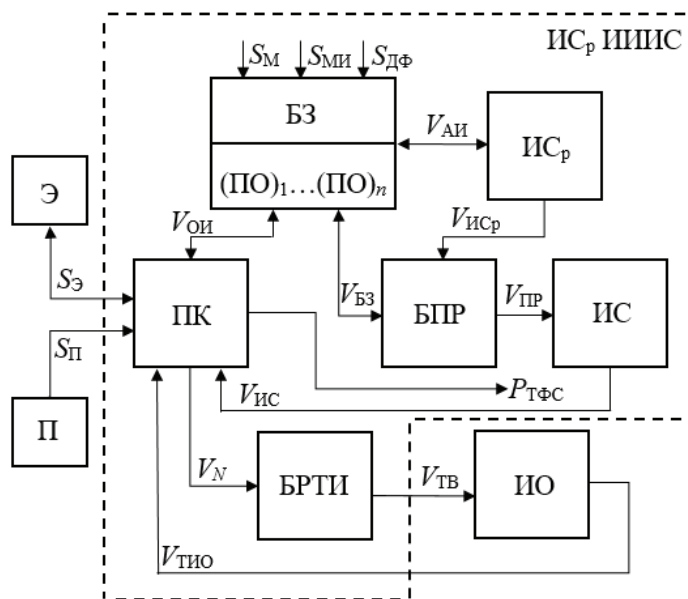 ИСр ИИИС
SМ SМИ SДФ
БЗ
VАИ
ИСр
(ПО)1…(ПО)n
Э
VОИ
VИСр
SЭ
ПК
VБЗ
БПР
VПР
ИС
SП
VИС
PТФС
П
VN
БРТИ
VТВ
ИО
VТИО